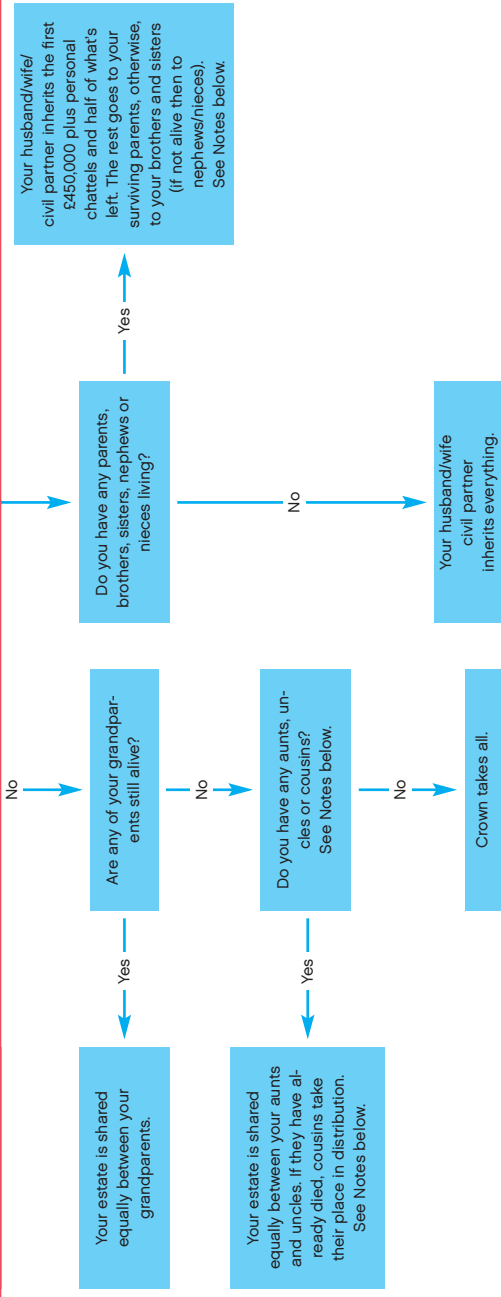 No
Your estate is shared
equally between your
grandparents.
Yes
Are any of your grandpar-
ents still alive?
Do you have any parents,
brothers, sisters, nephews or
nieces living?
Yes
Your husband/wife/
civil partner inherits the first
£450,000 plus personal
chattels and half of what's
left. The rest goes to your
surviving parents, otherwise,
to your brothers and sisters
(if not alive then to
nephews/nieces).
See Notes below.
No
Your estate is shared
equally between your aunts
and uncles. If they have al-
ready died, cousins take
their place in distribution.
See Notes below.
Yes
Do you have any aunts, un-
cles or cousins?
See Notes below.
No
No
Crown takes all.
Your husband/wife
civil partner
inherits everything.